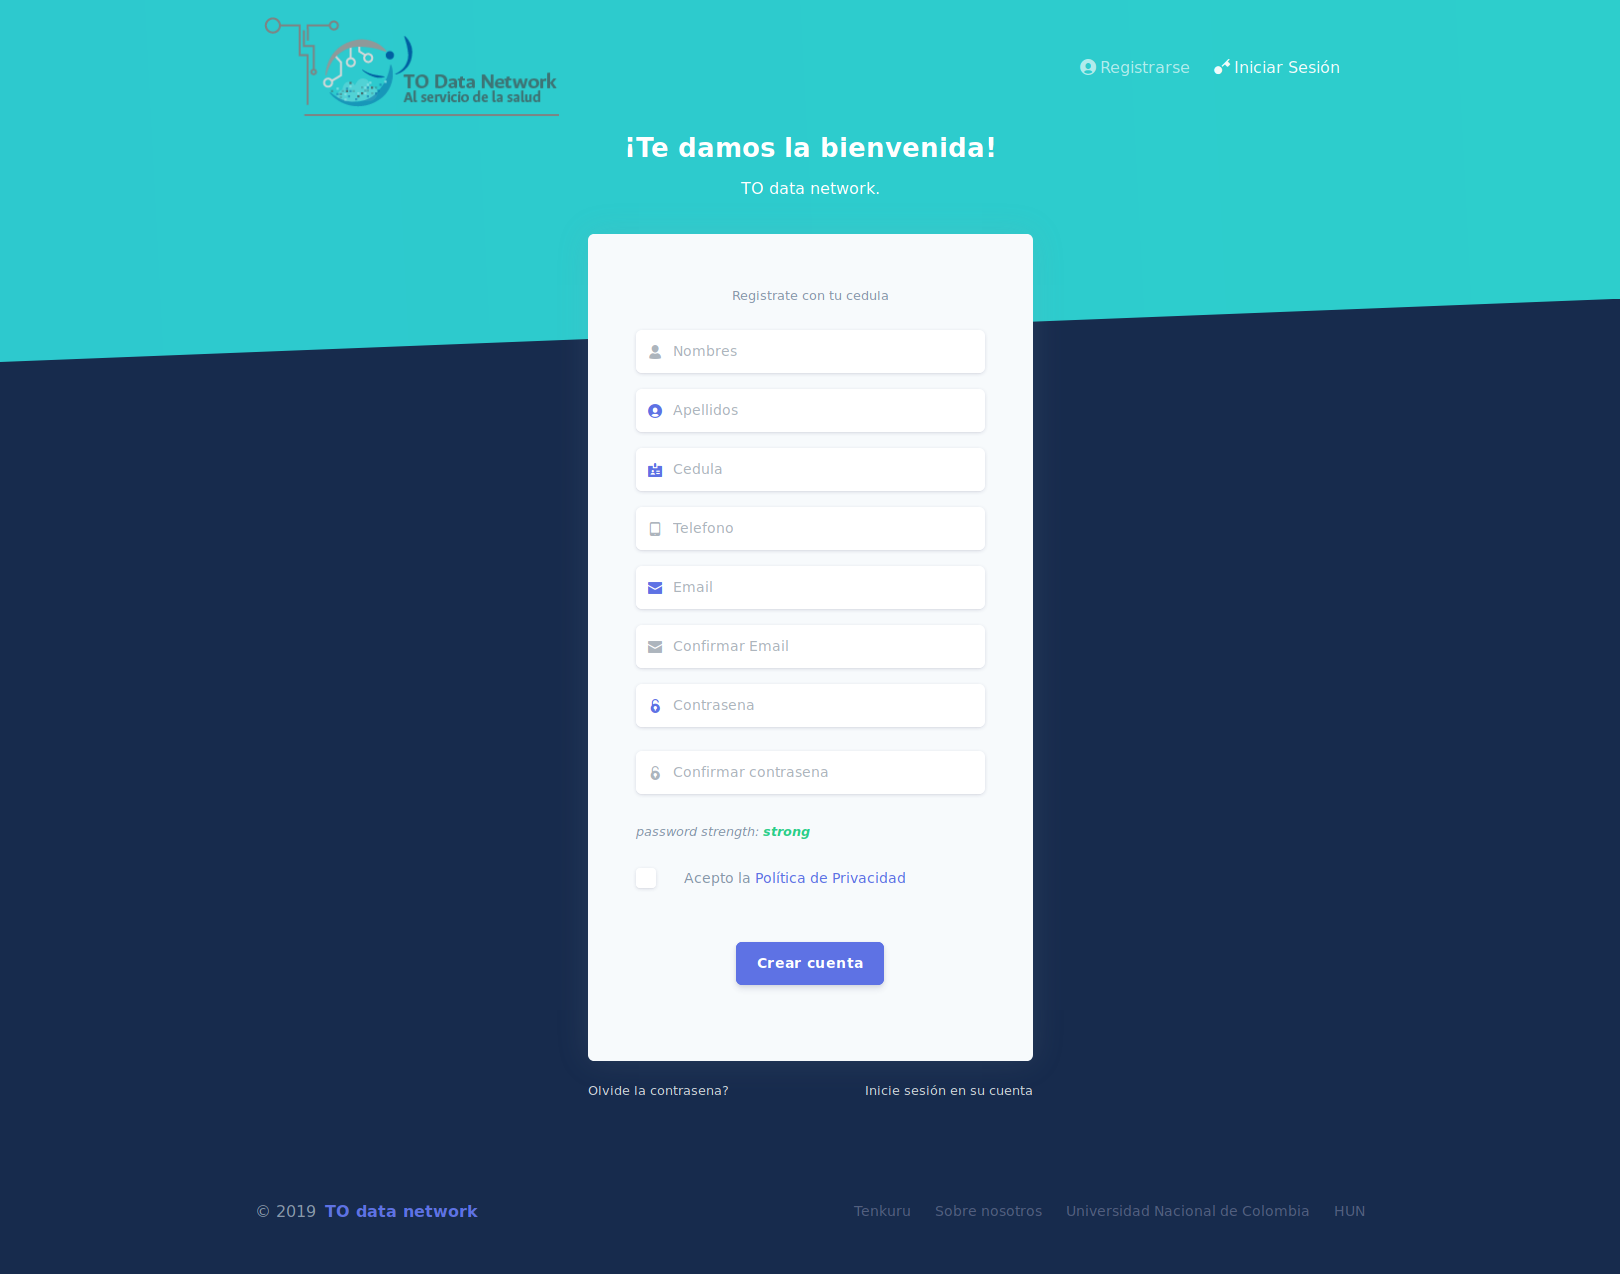 TO Data Network
Al servicio de la salud
Registrarse
Iniciar Sesión
¡Te damos la bienvenida!
TO data network.
Registrate con tu cedula
Nombres
Apellidos
Cedula
Telefono
Email
Confirmar Email
Contrasena
Confirmar contrasena
password strength: strong
Acepto la Política de Privacidad
Crear cuenta
Olvide la contrasena?
Inicie sesión en su cuenta
© 2019 TO data network
Tenkuru
Sobre nosotros
Universidad Nacional de Colombia
HUN